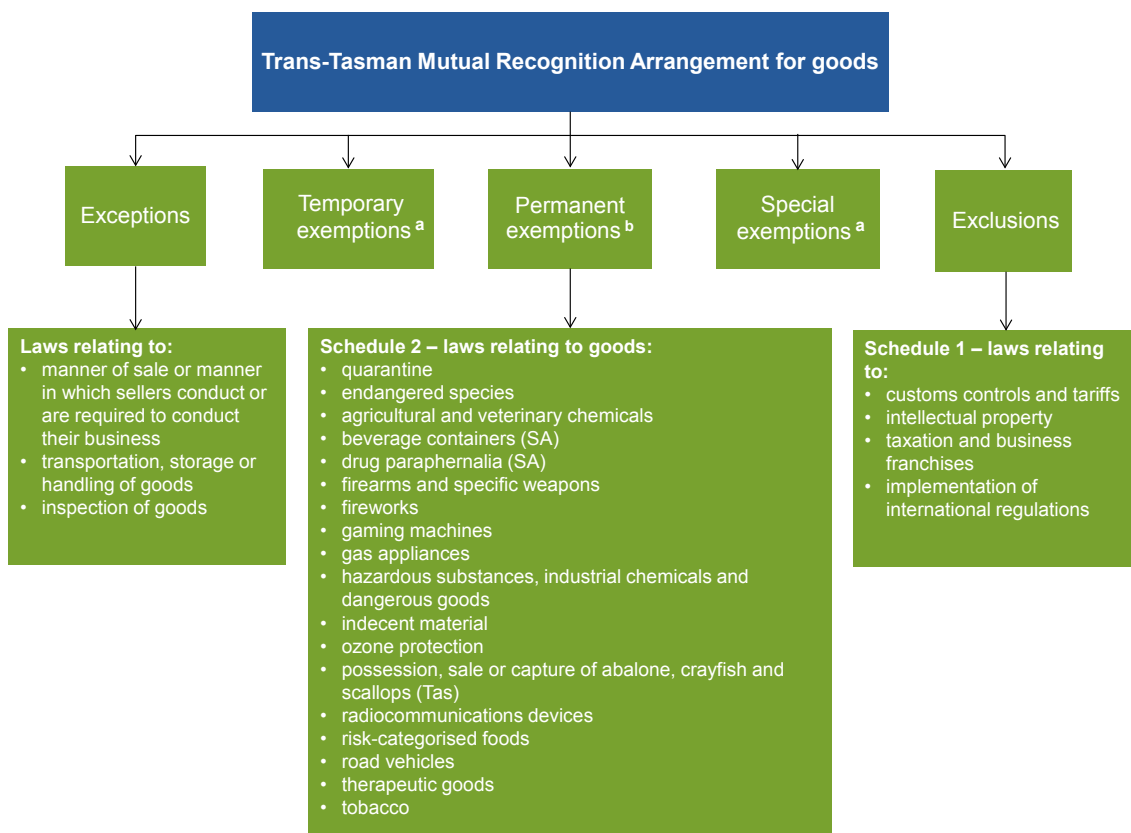 Trans-Tasman Mutual Recognition Arrangement for goods
Exceptions
Temporary
exemptions a
Permanent
exemptions b
Special
exemptions a
Exclusions
Laws relating to:
• manner of sale or manner
in which sellers conduct or
are required to conduct
their business
• transportation, storage or
handling of goods
• inspection of goods
Schedule 2 – laws relating to goods:
• quarantine
• endangered species
• agricultural and veterinary chemicals
• beverage containers (SA)
• drug paraphernalia (SA)
• firearms and specific weapons
• fireworks
• gaming machines
• gas appliances
• hazardous substances, industrial chemicals and
dangerous goods
• indecent material
• ozone protection
• possession, sale or capture of abalone, crayfish and
scallops (Tas)
• radiocommunications devices
• risk-categorised foods
• road vehicles
• therapeutic goods
• tobacco
Schedule 1 – laws relating
to:
• customs controls and tariffs
• intellectual property
• taxation and business
franchises
• implementation of
international regulations